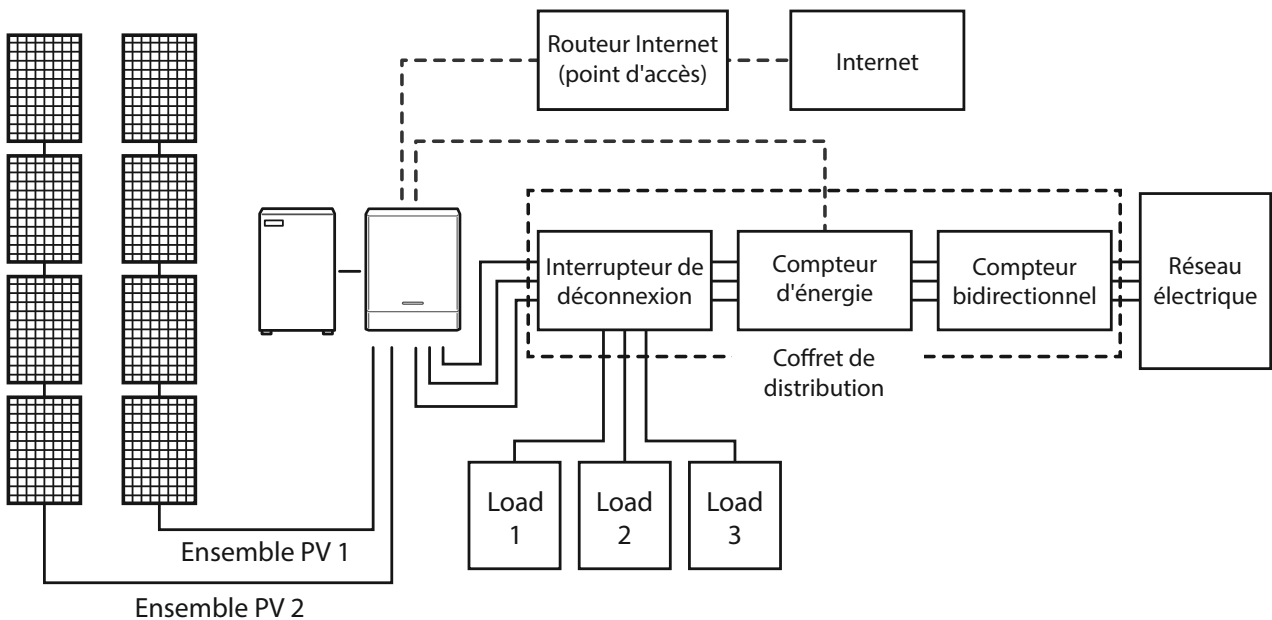 Routeur Internet
(point d'accès)
Internet
Interrupteur de
déconnexion
Compteur
d'énergie
Compteur
bidirectionnel
Réseau
électrique
Coffret de
distribution
Load
1
Load
2
Load
3
Ensemble PV 1
Ensemble PV 2